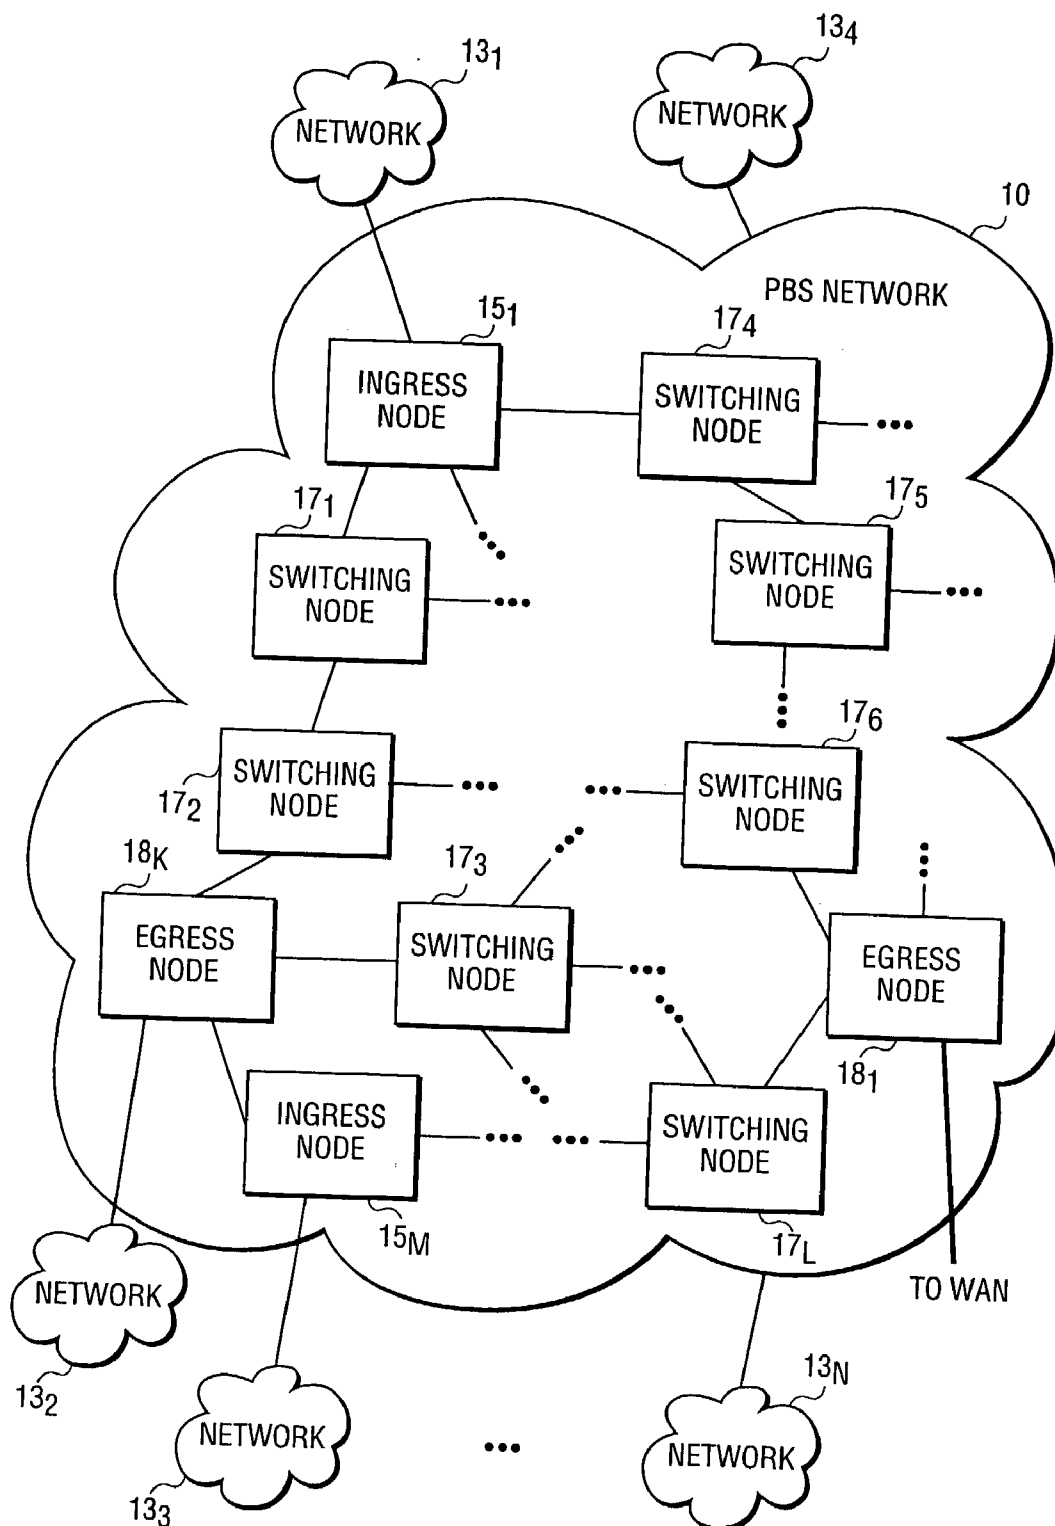 13₁
NETWORK
13₄
NETWORK
10
PBS NETWORK
15₁
INGRESS
NODE
17₄
SWITCHING
NODE
17₁
SWITCHING
NODE
17₅
SWITCHING
NODE
17₂
SWITCHING
NODE
17₆
SWITCHING
NODE
18K
EGRESS
NODE
17₃
SWITCHING
NODE
EGRESS
NODE
18₁
INGRESS
NODE
15M
SWITCHING
NODE
17L
TO WAN
NETWORK
13₂
NETWORK
13₃
13N
NETWORK